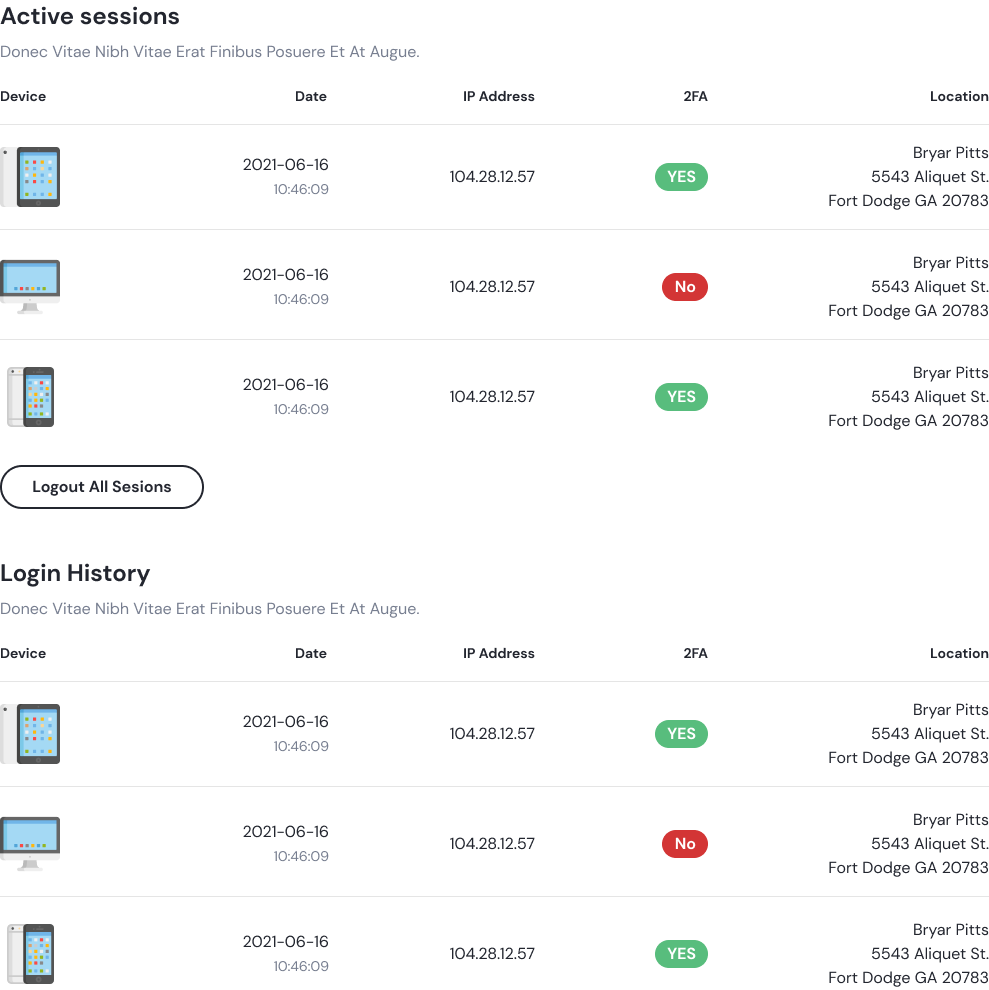 Active sessions
Donec Vitae Nibh Vitae Erat Finibus Posuere Et At Augue.
Device Date IP Address 2FA Location
2021-06-16
10:46:09
104.28.12.57
YES
Bryar Pitts
5543 Aliquet St.
Fort Dodge GA 20783
2021-06-16
10:46:09
104.28.12.57
No
Bryar Pitts
5543 Aliquet St.
Fort Dodge GA 20783
2021-06-16
10:46:09
104.28.12.57
YES
Bryar Pitts
5543 Aliquet St.
Fort Dodge GA 20783
Logout All Sesions
Login History
Donec Vitae Nibh Vitae Erat Finibus Posuere Et At Augue.
Device Date IP Address 2FA Location
2021-06-16
10:46:09
104.28.12.57
YES
Bryar Pitts
5543 Aliquet St.
Fort Dodge GA 20783
2021-06-16
10:46:09
104.28.12.57
No
Bryar Pitts
5543 Aliquet St.
Fort Dodge GA 20783
2021-06-16
10:46:09
104.28.12.57
YES
Bryar Pitts
5543 Aliquet St.
Fort Dodge GA 20783